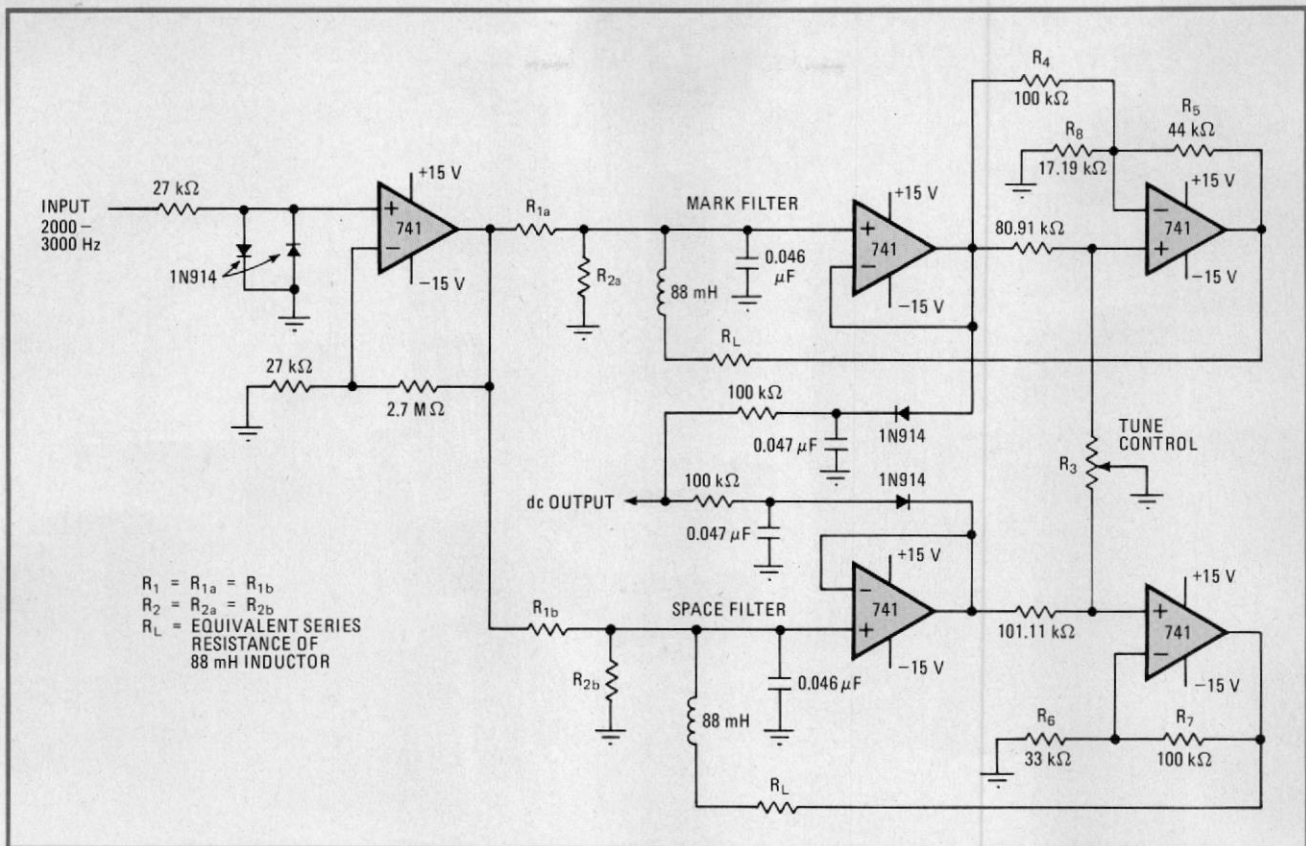 R4
100 kΩ
R5
44 kΩ
R8
17.19 kΩ
+15 V
741
INPUT
2000 –
3000 Hz
27 kΩ
+15 V
+
–
741
–15 V
1N914
R1a
R2a
MARK FILTER
88 mH
0.046
μF
+15 V
+
–
741
–15 V
80.91 kΩ
–
+
–15 V
RL
27 kΩ
2.7 MΩ
100 kΩ
0.047 μF
1N914
TUNE
CONTROL
R3
dc OUTPUT
100 kΩ
0.047 μF
1N914
R1 = R1a = R1b
R2 = R2a = R2b
RL = EQUIVALENT SERIES
RESISTANCE OF
88 mH INDUCTOR
R1b
R2b
SPACE FILTER
88 mH
0.046 μF
+15 V
–
+
741
–15 V
101.11 kΩ
+15 V
+
–
741
–15 V
R6
33 kΩ
R7
100 kΩ
RL